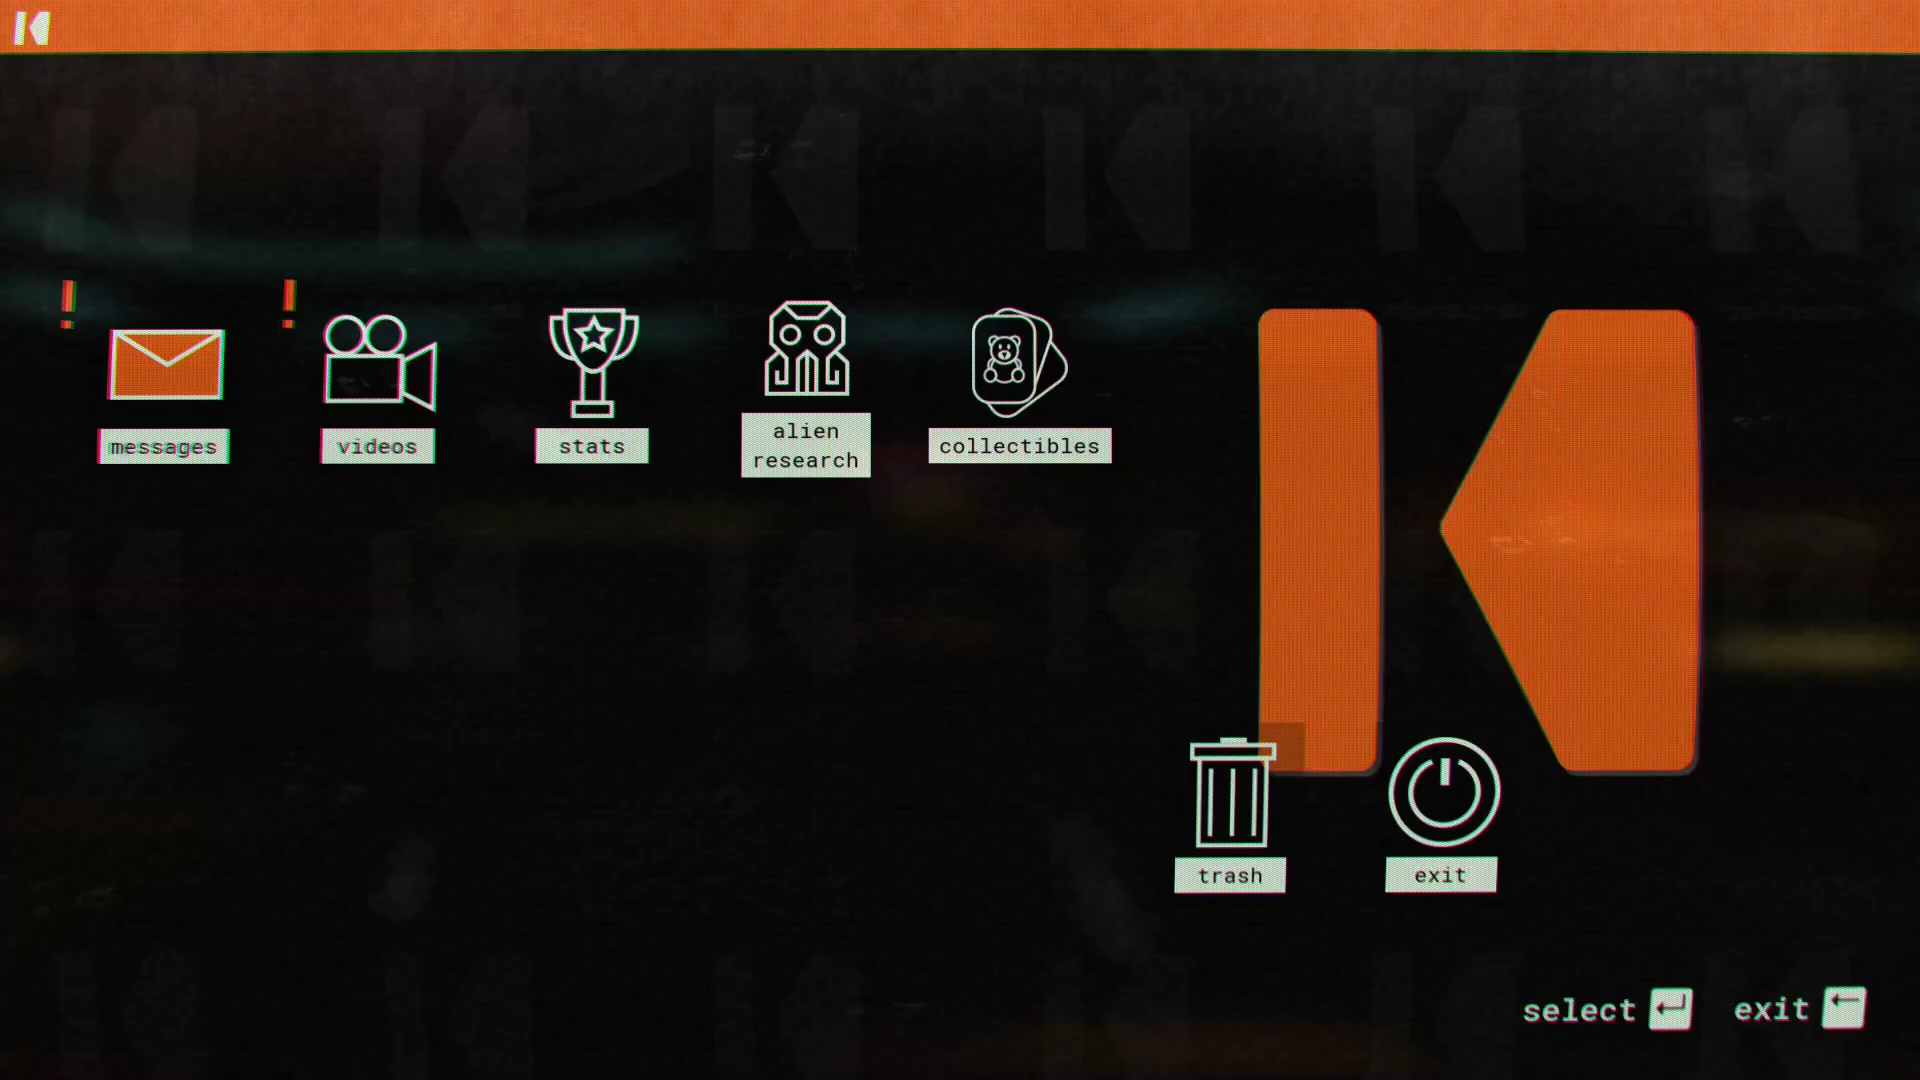 messages
videos
stats
alien
research
collectibles
trash
exit
select
exit